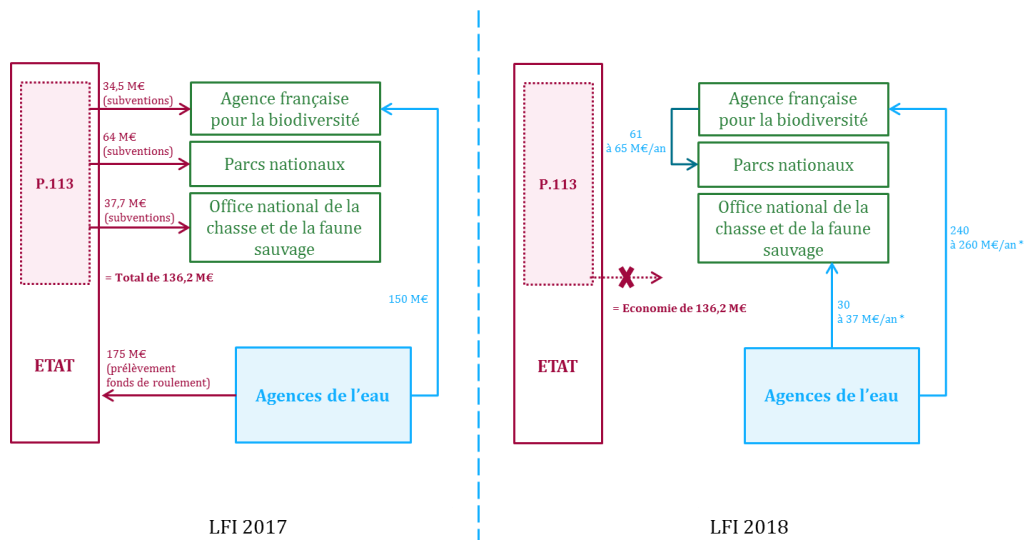 34,5 M€
(subventions)
Agence française
pour la biodiversité
64 M€
(subventions)
Parcs nationaux
P.113
37,7 M€
(subventions)
Office national de la
chasse et de la faune
sauvage
= Total de 136,2 M€
150 M€
ETAT
175 M€
(prélèvement
fonds de roulement)
Agences de l'eau
LFI 2017
Agence française
pour la biodiversité
61
à 65 M€/an
Parcs nationaux
P.113
Office national de la
chasse et de la faune
sauvage
240
à 260 M€/an *
X
= Economie de 136,2 M€
30
à 37 M€/an *
ETAT
Agences de l'eau
LFI 2018